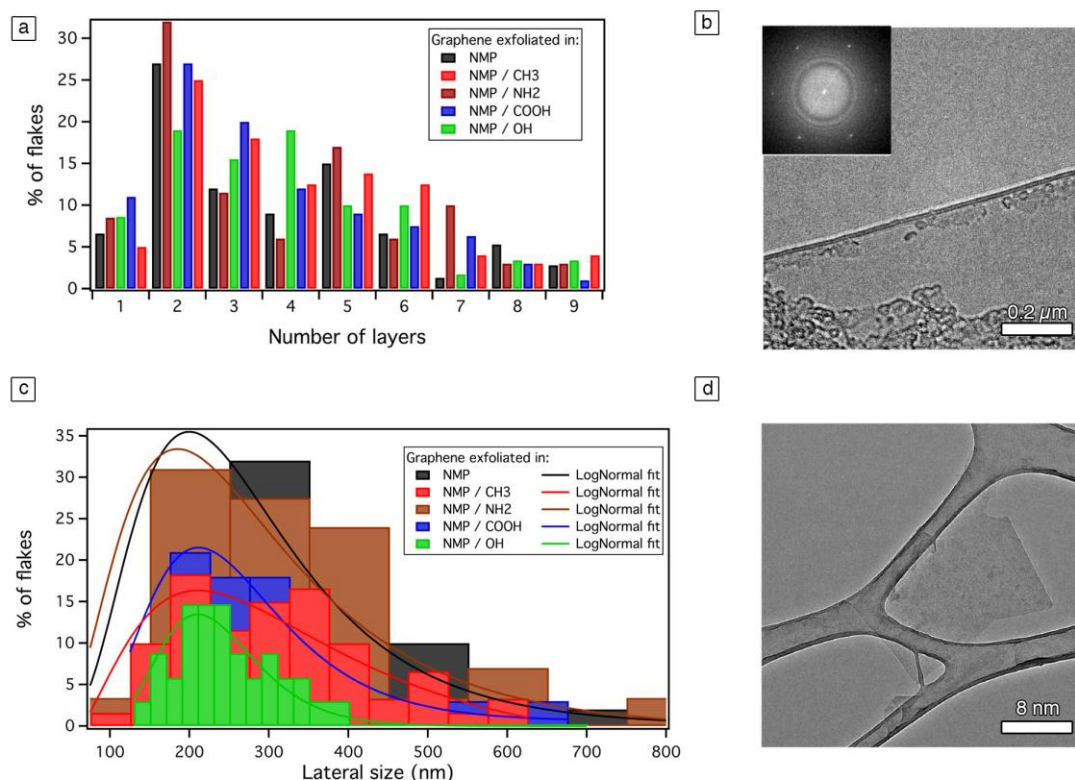 a
30
25
20
15
10
5
0
% of flakes
Graphene exfoliated in:
NMP
NMP / CH3
NMP / NH2
NMP / COOH
NMP / OH
1 2 3 4 5 6 7 8 9
Number of layers
b
0.2 µm
c
35
30
25
20
15
10
5
0
% of flakes
Graphene exfoliated in:
NMP LogNormal fit
NMP / CH3 LogNormal fit
NMP / NH2 LogNormal fit
NMP / COOH LogNormal fit
NMP / OH LogNormal fit
100 200 300 400 500 600 700 800
Lateral size (nm)
d
8 nm